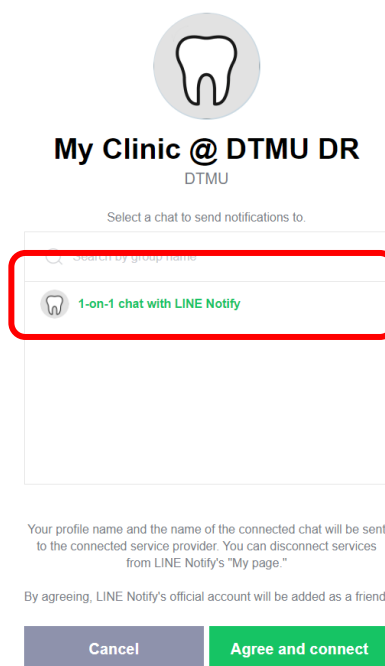 My Clinic @ DTMU DR
DTMU
Select a chat to send notifications to.
Search by group name
1-on-1 chat with LINE Notify
Your profile name and the name of the connected chat will be sent
to the connected service provider. You can disconnect services
from LINE Notify's "My page."
By agreeing, LINE Notify's official account will be added as a friend
Cancel
Agree and connect